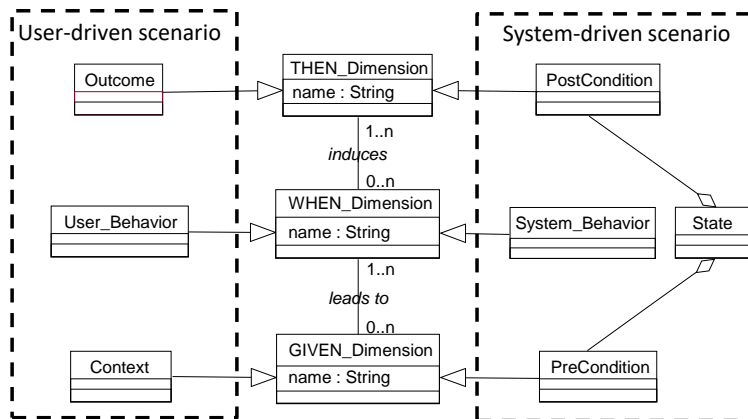 User-driven scenario
System-driven scenario
Outcome
THEN_Dimension
name : String
PostCondition
1..n
induces
0..n
User_Behavior
WHEN_Dimension
name : String
System_Behavior
State
1..n
leads to
0..n
Context
GIVEN_Dimension
name : String
PreCondition